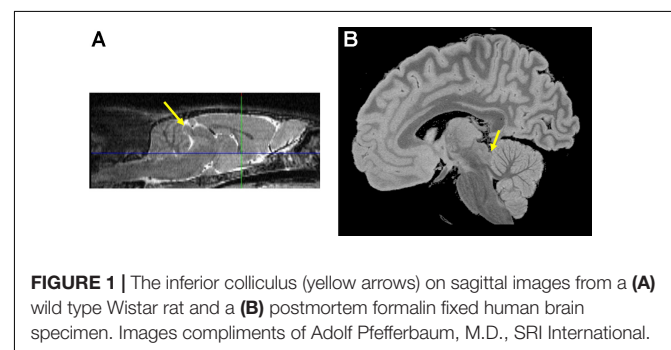 A
B
FIGURE 1 | The inferior colliculus (yellow arrows) on sagittal images from a (A)
wild type Wistar rat and a (B) postmortem formalin fixed human brain
specimen. Images compliments of Adolf Pfefferbaum, M.D., SRI International.